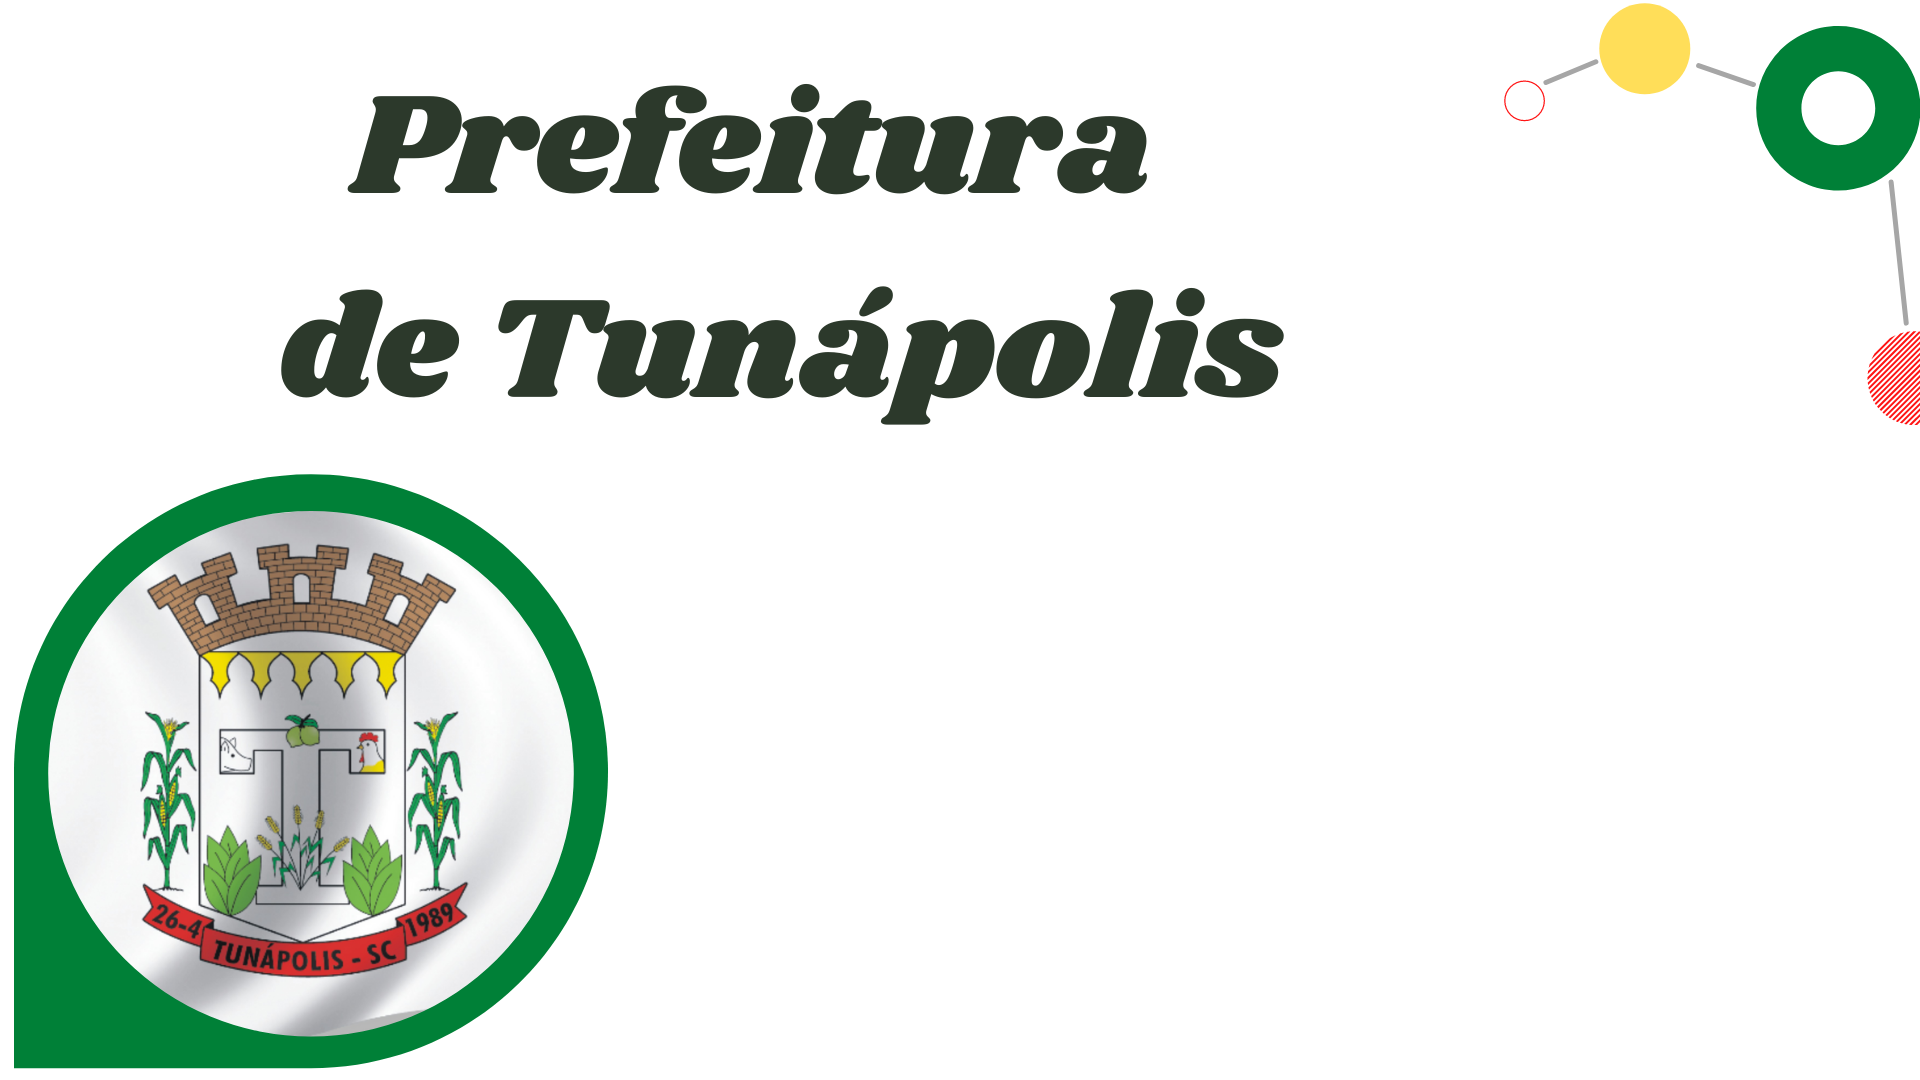 Prefeitura
de Tunápolis
26-4
1989
TUNÁPOLIS - SC